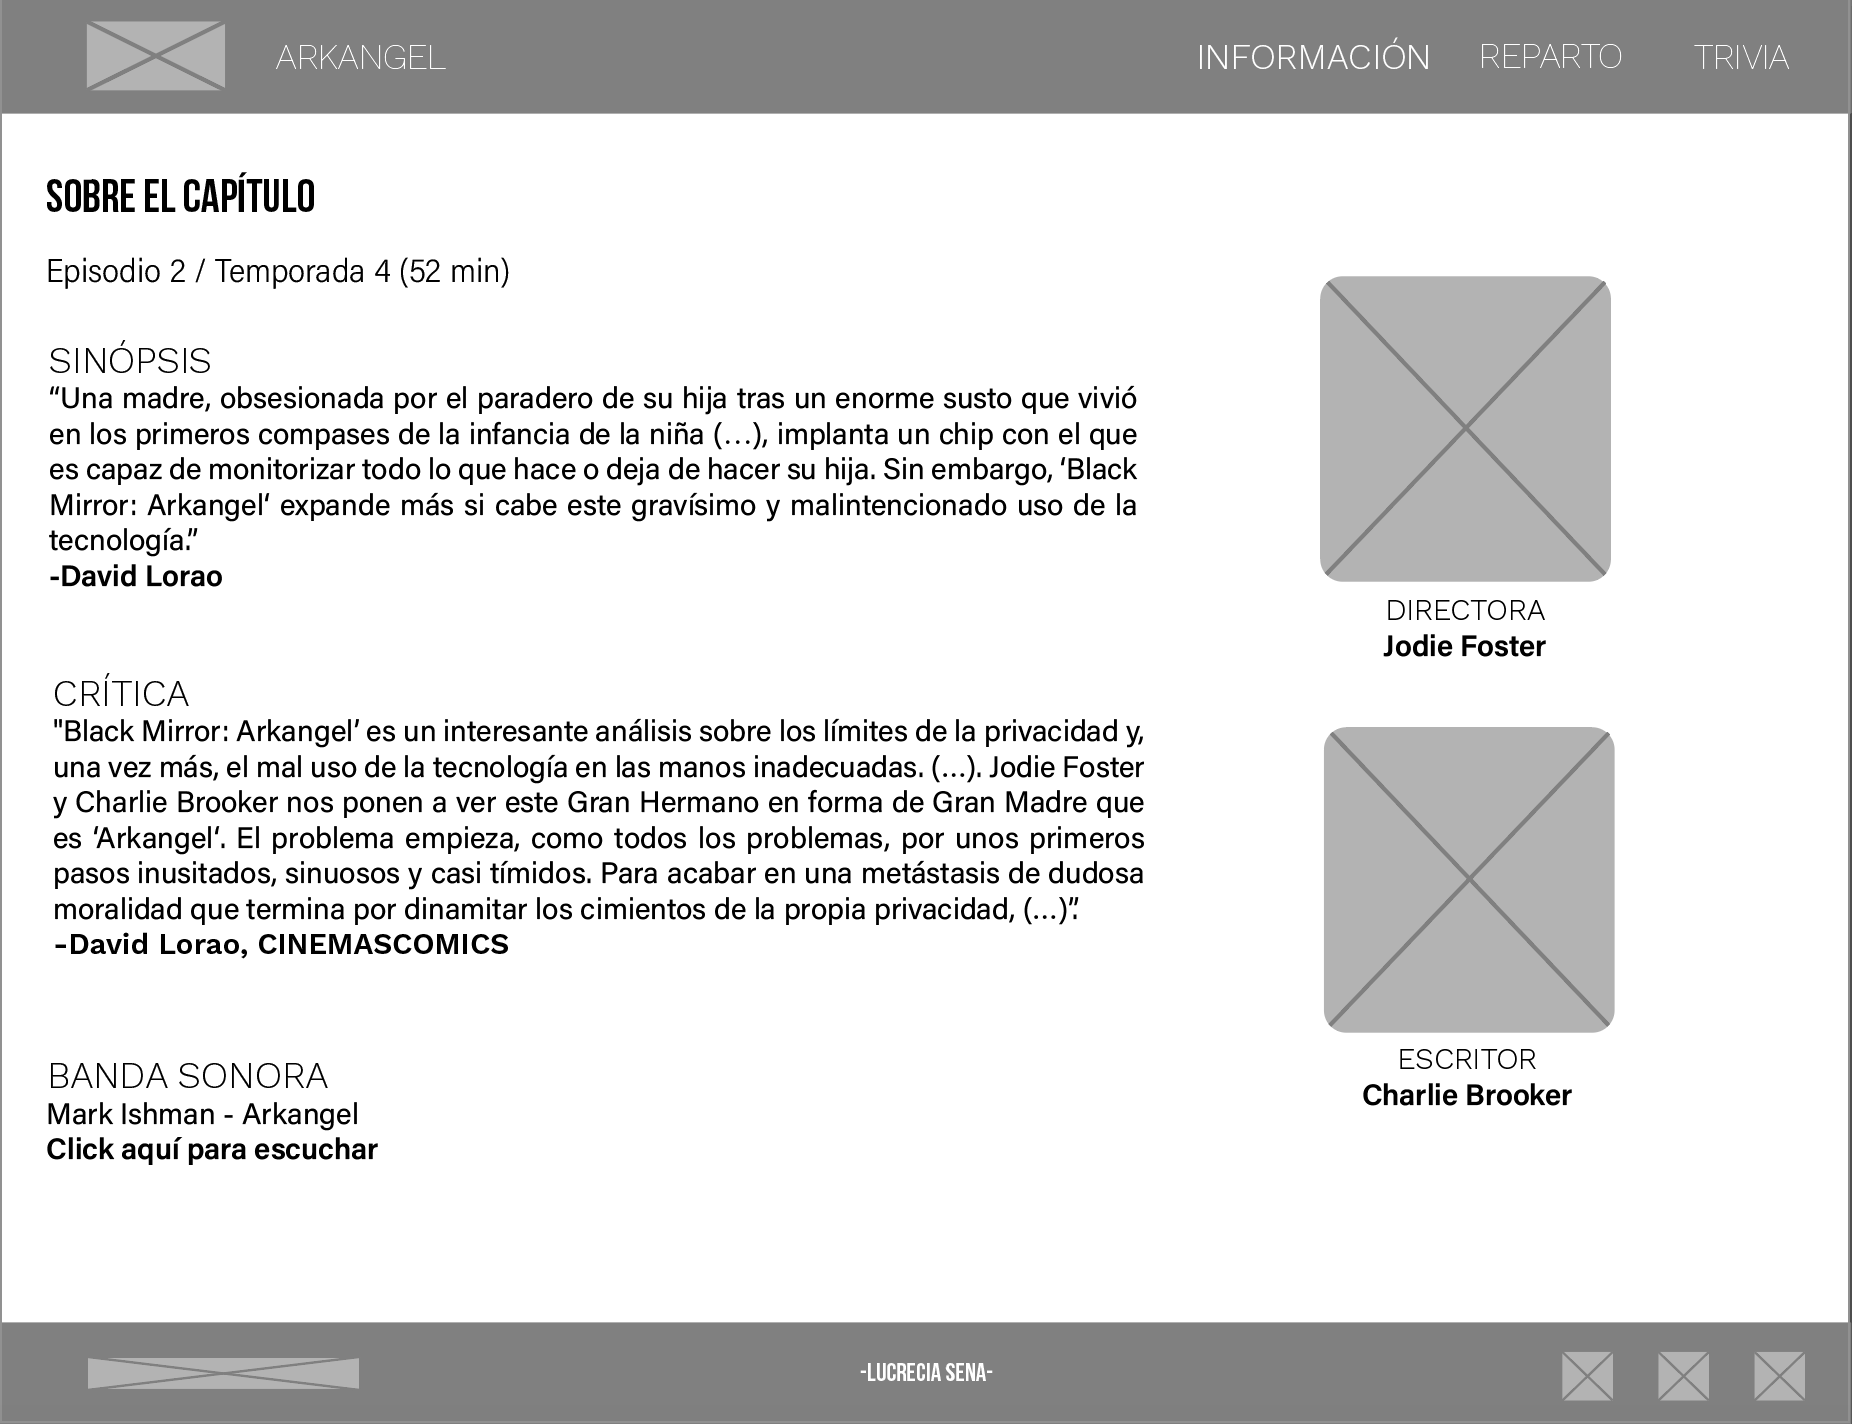 ARKANGEL
INFORMACIÓN
REPARTO
TRIVIA
SOBRE EL CAPÍTULO
Episodio 2 / Temporada 4 (52 min)
SINÓPSIS
“Una madre, obsesionada por el paradero de su hija tras un enorme susto que vivió
en los primeros compases de la infancia de la niña (…), implanta un chip con el que
es capaz de monitorizar todo lo que hace o deja de hacer su hija. Sin embargo, ‘Black
Mirror: Arkangel‘ expande más si cabe este gravísimo y malintencionado uso de la
tecnología.”
-David Lorao
CRÍTICA
"Black Mirror: Arkangel’ es un interesante análisis sobre los límites de la privacidad y,
una vez más, el mal uso de la tecnología en las manos inadecuadas. (…). Jodie Foster
y Charlie Brooker nos ponen a ver este Gran Hermano en forma de Gran Madre que
es ‘Arkangel‘. El problema empieza, como todos los problemas, por unos primeros
pasos inusitados, sinuosos y casi tímidos. Para acabar en una metástasis de dudosa
moralidad que termina por dinamitar los cimientos de la propia privacidad, (…)”.
-David Lorao, CINEMASCOMICS
BANDA SONORA
Mark Ishman - Arkangel
Click aquí para escuchar
DIRECTORA
Jodie Foster
ESCRITOR
Charlie Brooker
-LUCRECIA SENA-